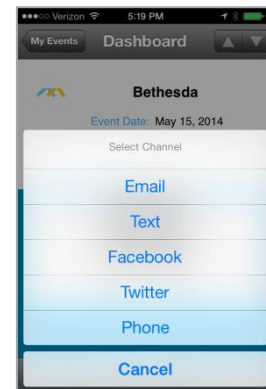 Verizon 5:19 PM
My Events Dashboard
Bethesda
Event Date: May 15, 2014
Select Channel
Email
Text
Facebook
Twitter
Phone
Cancel